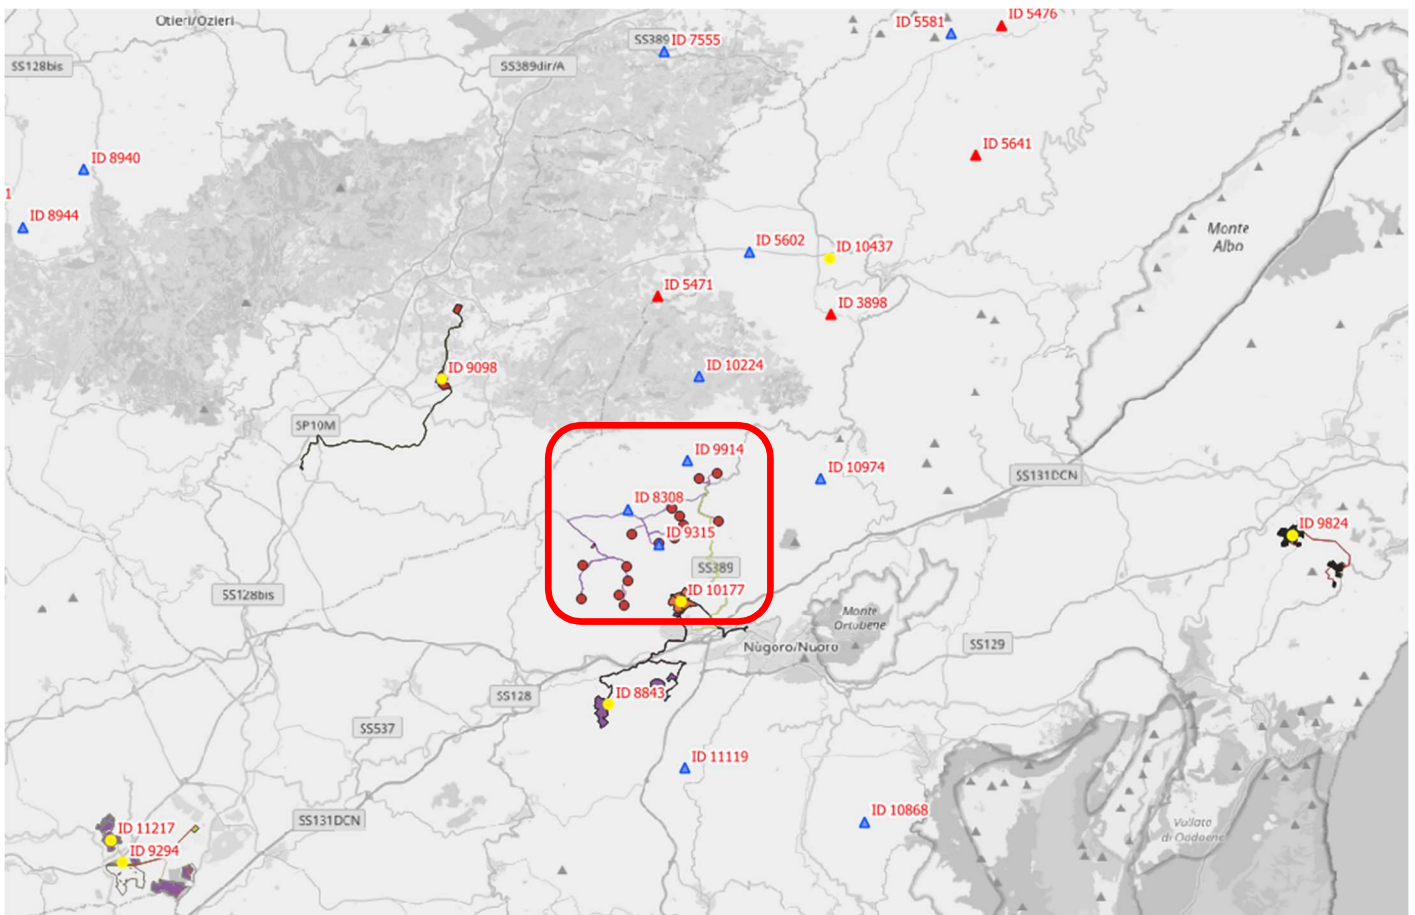 Otieri/Ozieri
ID 5581
ID 5476
SS389
ID 7555
SS128bis
SS389dir/A
ID 5641
ID 8940
1
ID 8944
Monte
Albo
ID 5602
ID 10437
ID 5471
ID 3898
ID 9098
ID 10224
SP10M
ID 9914
ID 10974
SS131DCN
ID 8308
ID 9315
ID 9824
SS389
ID 10177
SS128bis
Monte
Ortobene
Nùgoro/Nuoro
SS129
SS128
ID 8843
SS537
ID 11119
ID 10868
SS131DCN
ID 11217
ID 9294